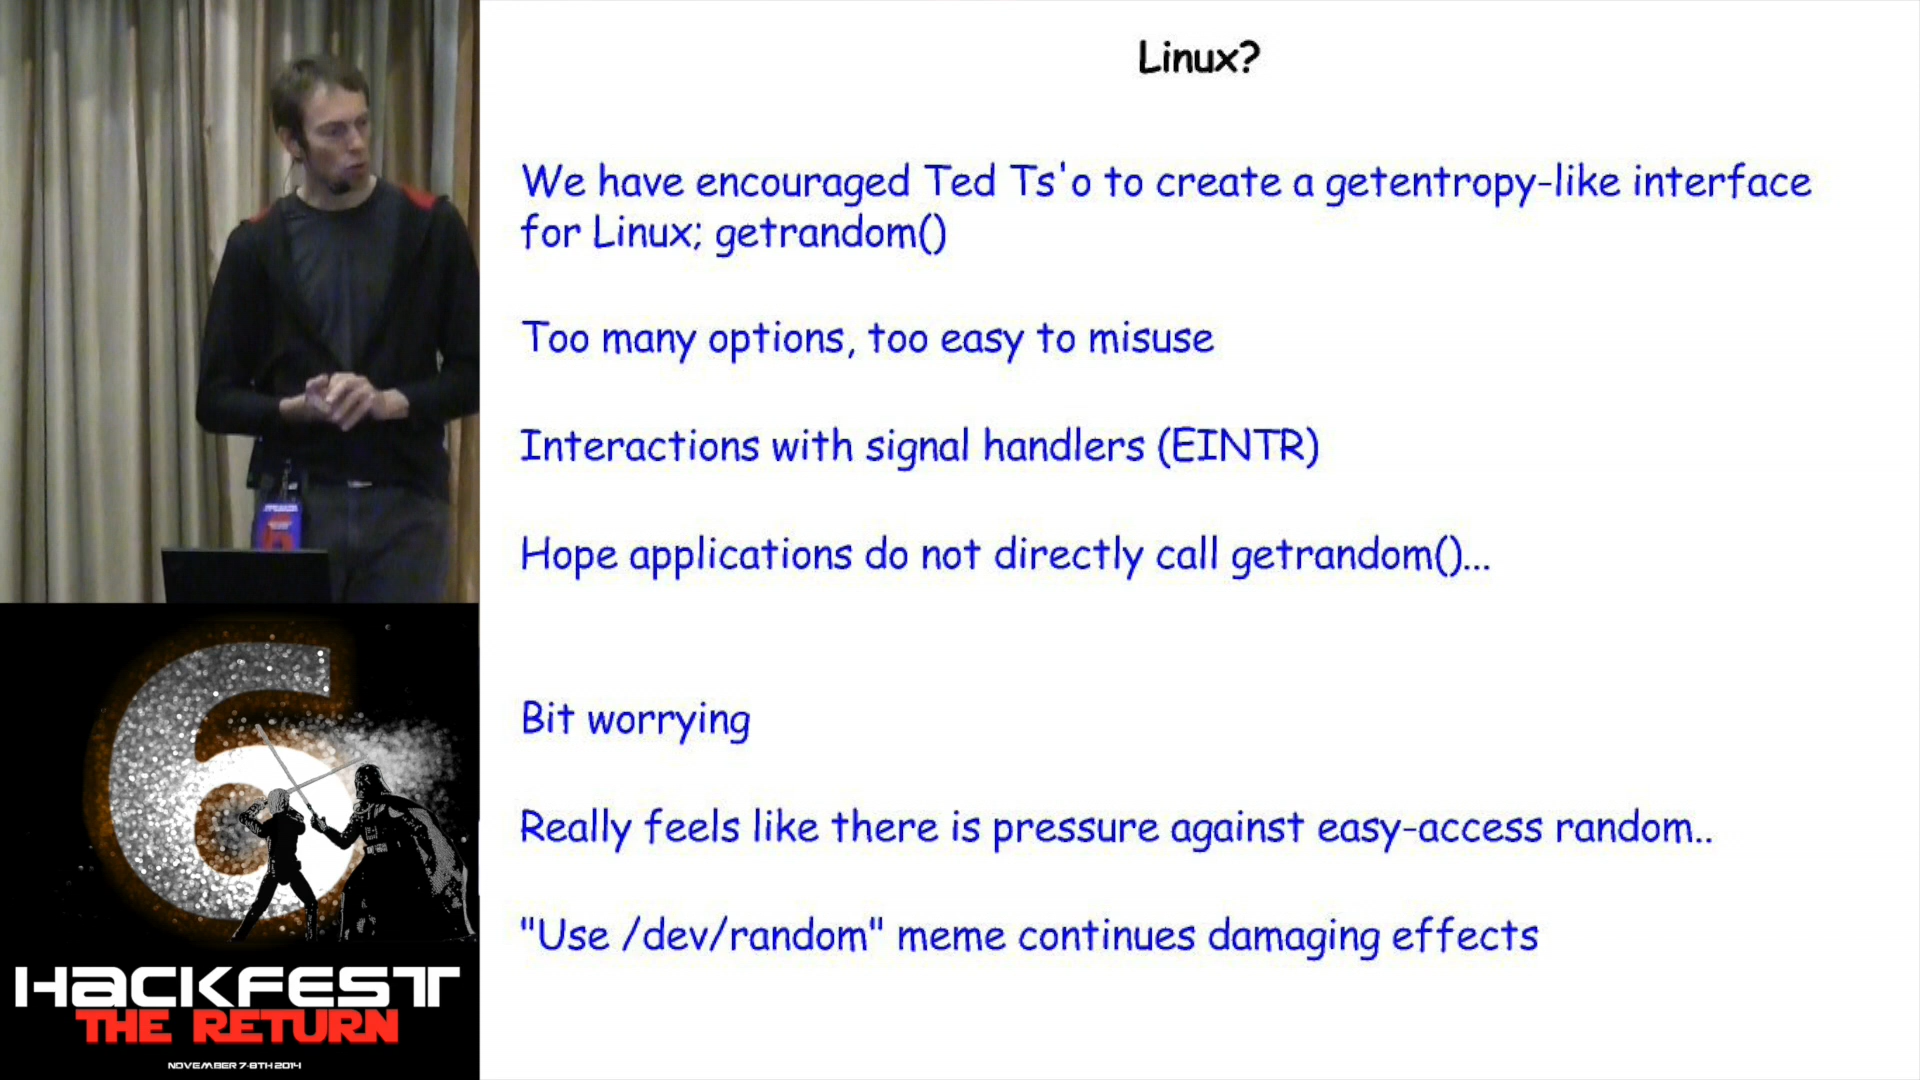 Linux?
We have encouraged Ted Ts'o to create a getentropy-like interface
for Linux; getrandom()
Too many options, too easy to misuse
Interactions with signal handlers (EINTR)
Hope applications do not directly call getrandom()...
Bit worrying
Really feels like there is pressure against easy-access random..
"Use /dev/random" meme continues damaging effects
6
HACKFEST
THE RETURN
NOVEMBER 7-8TH 2014